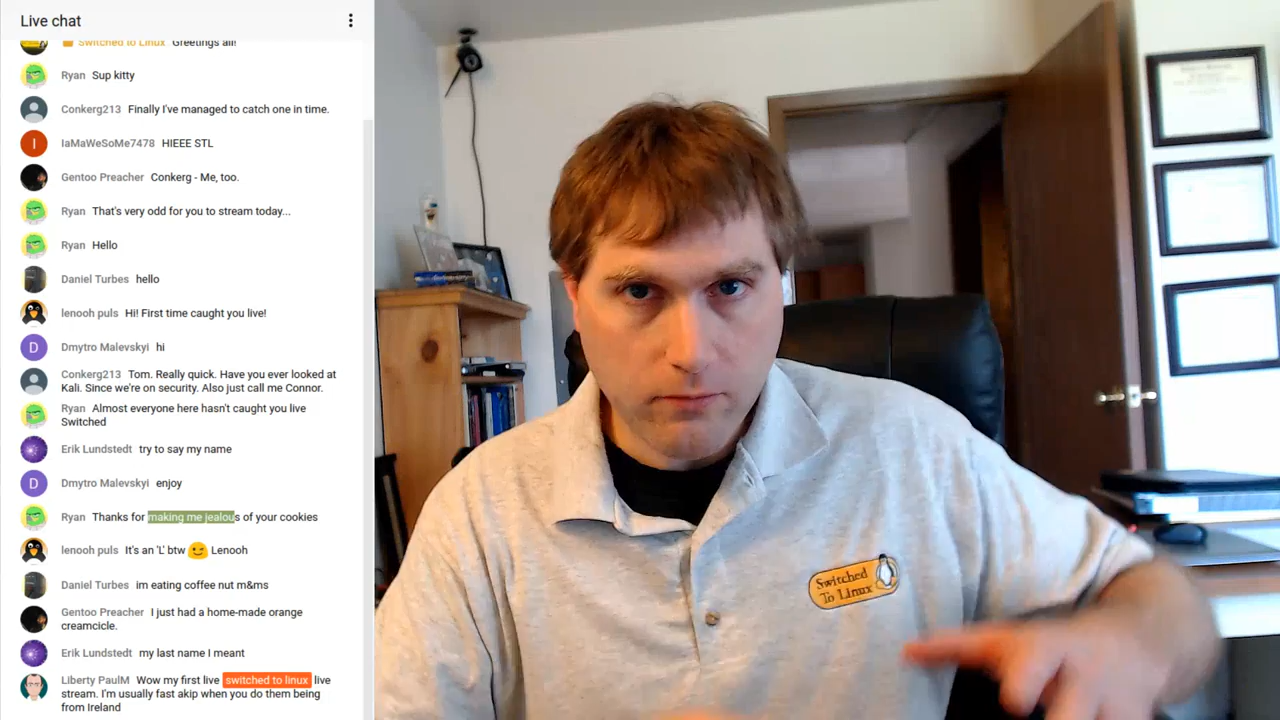 Live chat
Switched to Linux Greetings all!
Ryan Sup kitty
Conkerg213 Finally I've managed to catch one in time.
I
IaMaWeSoMe7478 HIEEE STL
Gentoo Preacher Conkerg - Me, too.
Ryan That's very odd for you to stream today...
Ryan Hello
Daniel Turbes hello
lenooh puls Hi! First time caught you live!
D
Dmytro Malevskyi hi
Conkerg213 Tom. Really quick. Have you ever looked at
Kali. Since we're on security. Also just call me Connor.
Ryan Almost everyone here hasn't caught you live
Switched
Erik Lundstedt try to say my name
D
Dmytro Malevskyi enjoy
Ryan Thanks for making me jealous of your cookies
lenooh puls It's an 'L' btw 😉 Lenooh
Daniel Turbes im eating coffee nut m&ms
Gentoo Preacher I just had a home-made orange
creamcicle.
Erik Lundstedt my last name I meant
Liberty PaulM Wow my first live switched to linux live
stream. I'm usually fast akip when you do them being
from Ireland
Switched
To Linux